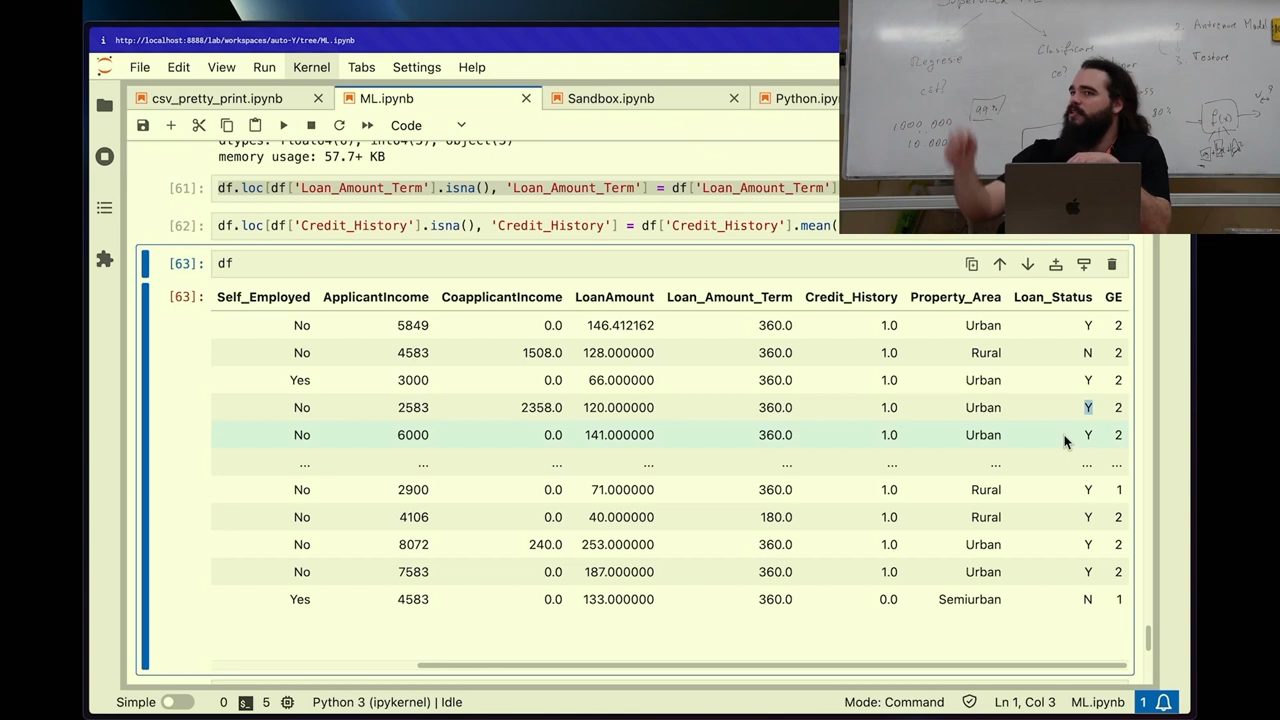 http://localhost:8888/lab/workspaces/auto-Y/tree/ML.ipynb
File Edit View Run Kernel Tabs Settings Help
csv_pretty_print.ipynb ML.ipynb Sandbox.ipynb Python.ipy
Code
memory usage: 57.7+ KB
[61]: df.loc[df['Loan_Amount_Term'].isna(), 'Loan_Amount_Term'] = df['Loan_Amount_Term']
[62]: df.loc[df['Credit_History'].isna(), 'Credit_History'] = df['Credit_History'].mean(
[63]: df
[63]: Self_Employed ApplicantIncome CoapplicantIncome LoanAmount Loan_Amount_Term Credit_History Property_Area Loan_Status GE
No 5849 0.0 146.412162 360.0 1.0 Urban Y 2
No 4583 1508.0 128.000000 360.0 1.0 Rural N 2
Yes 3000 0.0 66.000000 360.0 1.0 Urban Y 2
No 2583 2358.0 120.000000 360.0 1.0 Urban Y 2
No 6000 0.0 141.000000 360.0 1.0 Urban Y 2
... ... ... ... ... ... ... ... ...
No 2900 0.0 71.000000 360.0 1.0 Rural Y 1
No 4106 0.0 40.000000 180.0 1.0 Rural Y 2
No 8072 240.0 253.000000 360.0 1.0 Urban Y 2
No 7583 0.0 187.000000 360.0 1.0 Urban Y 2
Yes 4583 0.0 133.000000 360.0 0.0 Semiurban N 1
Simple 0 5 Python 3 (ipykernel) | Idle Mode: Command Ln 1, Col 3 ML.ipynb 1
Regresie
Clasificare
2. Antrenare Model
3. Testare
99%
80%
f(x)